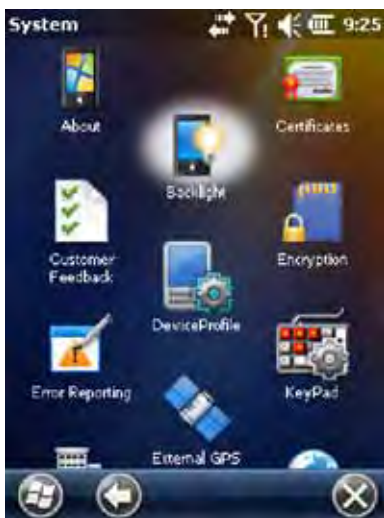 System 9:25
About
Certificates
Backlight
Customer
Feedback
Encryption
DeviceProfile
Error Reporting
KeyPad
External GPS